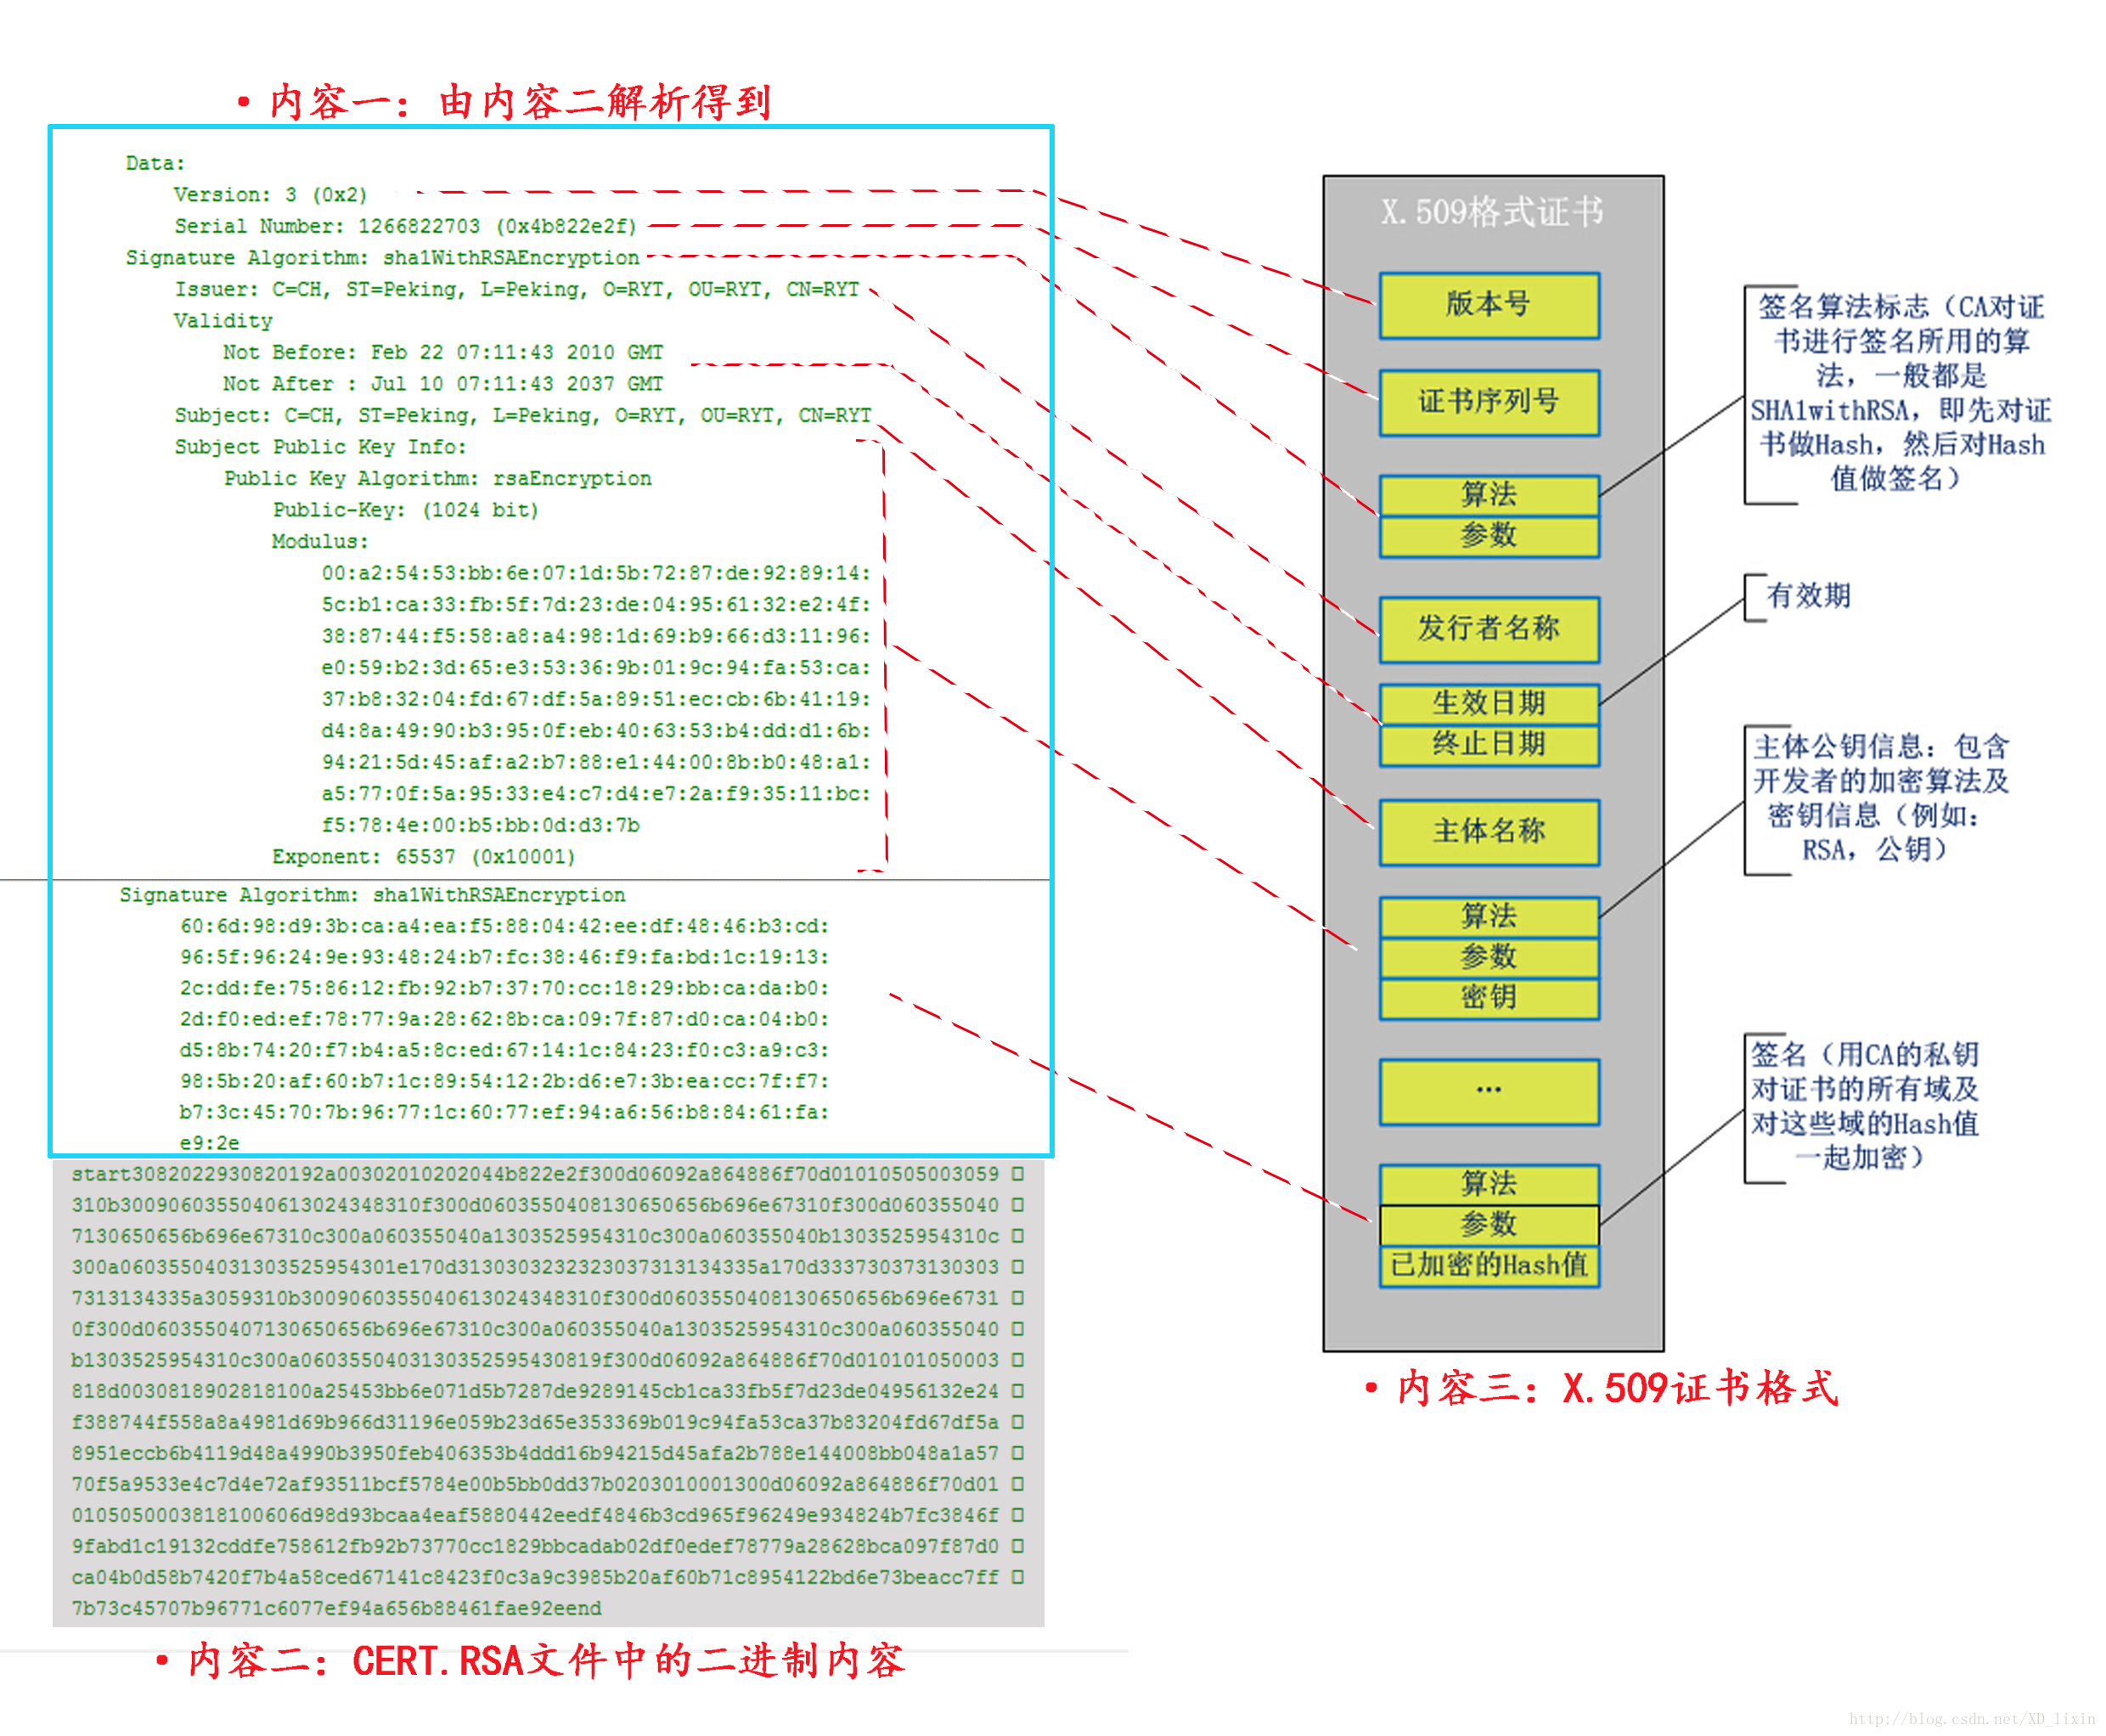 • 内容一：由内容二解析得到
Data:
Version: 3 (0x2)
Serial Number: 1266822703 (0x4b822e2f)
Signature Algorithm: sha1WithRSAEncryption
Issuer: C=CH, ST=Peking, L=Peking, O=RYT, OU=RYT, CN=RYT
Validity
Not Before: Feb 22 07:11:43 2010 GMT
Not After : Jul 10 07:11:43 2037 GMT
Subject: C=CH, ST=Peking, L=Peking, O=RYT, OU=RYT, CN=RYT
Subject Public Key Info:
Public Key Algorithm: rsaEncryption
Public-Key: (1024 bit)
Modulus:
00:a2:54:53:bb:6e:07:1d:5b:72:87:de:92:89:14:
5c:b1:ca:33:fb:5f:7d:23:de:04:95:61:32:e2:4f:
38:87:44:f5:58:a8:a4:98:1d:69:b9:66:d3:11:96:
e0:59:b2:3d:65:e3:53:36:9b:01:9c:94:fa:53:ca:
37:b8:32:04:fd:67:df:5a:89:51:ec:cb:6b:41:19:
d4:8a:49:90:b3:95:0f:eb:40:63:53:b4:dd:d1:6b:
94:21:5d:45:af:a2:b7:88:e1:44:00:8b:b0:48:a1:
a5:77:0f:5a:95:33:e4:c7:d4:e7:2a:f9:35:11:bc:
f5:78:4e:00:b5:bb:0d:d3:7b
Exponent: 65537 (0x10001)
Signature Algorithm: sha1WithRSAEncryption
60:6d:98:d9:3b:ca:a4:ea:f5:88:04:42:ee:df:48:46:b3:cd:
96:5f:96:24:9e:93:48:24:b7:fc:38:46:f9:fa:bd:1c:19:13:
2c:dd:fe:75:86:12:fb:92:b7:37:70:cc:18:29:bb:ca:da:b0:
2d:f0:ed:ef:78:77:9a:28:62:8b:ca:09:7f:87:d0:ca:04:b0:
d5:8b:74:20:f7:b4:a5:8c:ed:67:14:1c:84:23:f0:c3:a9:c3:
98:5b:20:af:60:b7:1c:89:54:12:2b:d6:e7:3b:ea:cc:7f:f7:
b7:3c:45:70:7b:96:77:1c:60:77:ef:94:a6:56:b8:84:61:fa:
e9:2e
start3082022930820192a00302010202044b822e2f300d06092a864886f70d01010505003059
310b3009060355040613024348310f300d0603550408130650656b696e67310f300d060355040
7130650656b696e67310c300a060355040a1303525954310c300a060355040b1303525954310c
300a06035504031303525954301e170d3130303232323037313134335a170d333730373130303
7313134335a3059310b3009060355040613024348310f300d0603550408130650656b696e6731
0f300d0603550407130650656b696e67310c300a060355040a1303525954310c300a060355040
b1303525954310c300a0603550403130352595430819f300d06092a864886f70d010101050003
818d0030818902818100a25453bb6e071d5b7287de9289145cb1ca33fb5f7d23de04956132e24
f388744f558a8a4981d69b966d31196e059b23d65e353369b019c94fa53ca37b83204fd67df5a
8951eccb6b4119d48a4990b3950feb406353b4ddd16b94215d45afa2b788e144008bb048a1a57
70f5a9533e4c7d4e72af93511bcf5784e00b5bb0dd37b0203010001300d06092a864886f70d01
0105050003818100606d98d93bcaa4eaf5880442eedf4846b3cd965f96249e934824b7fc3846f
9fabd1c19132cddfe758612fb92b73770cc1829bbcadab02df0edef78779a28628bca097f87d0
ca04b0d58b7420f7b4a58ced67141c8423f0c3a9c3985b20af60b71c8954122bd6e73beacc7ff
7b73c45707b96771c6077ef94a656b88461fae92eend
• 内容二：CERT.RSA文件中的二进制内容
X.509格式证书
版本号
证书序列号
算法
参数
发行者名称
生效日期
终止日期
主体名称
算法
参数
密钥
...
算法
参数
已加密的Hash值
• 内容三：X.509证书格式
签名算法标志（CA对证
书进行签名所用的算
法，一般都是
SHA1withRSA，即先对证
书做Hash，然后对Hash
值做签名）
有效期
主体公钥信息：包含
开发者的加密算法及
密钥信息（例如：
RSA，公钥）
签名（用CA的私钥
对证书的所有域及
对这些域的Hash值
一起加密）
http://blog.csdn.net/XD_lixin